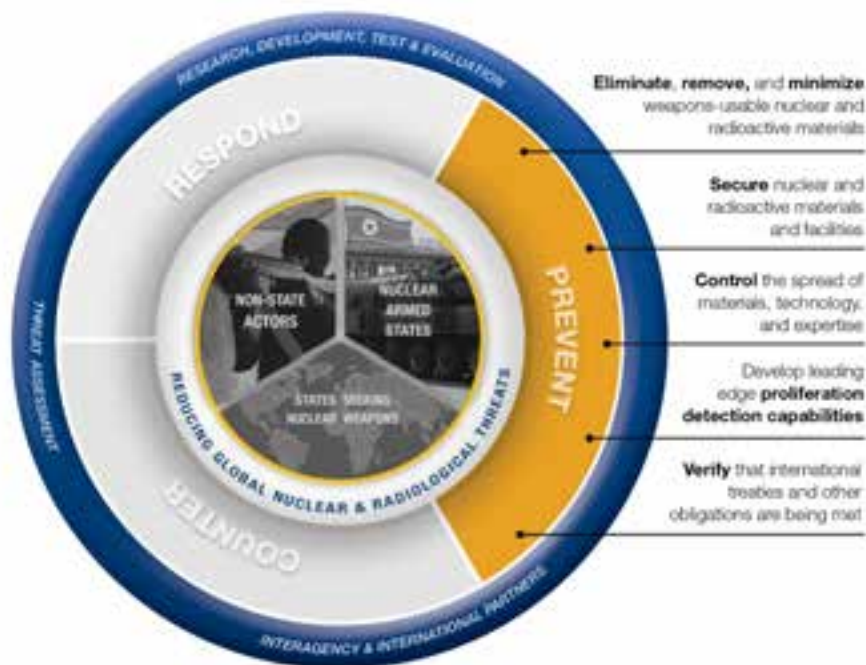 RESEARCH, DEVELOPMENT, TEST & EVALUATION
RESPOND
Eliminate, remove, and minimize
weapons-usable nuclear and
radioactive materials
Secure nuclear and
radioactive materials
and facilities
NON-STATE
ACTORS
NUCLEAR
ARMED
STATES
PREVENT
Control the spread of
materials, technology,
and expertise
THREAT ASSESSMENT
STATES SEEKING
NUCLEAR WEAPONS
Develop leading
edge proliferation
detection capabilities
REDUCING GLOBAL NUCLEAR & RADIOLOGICAL THREATS
Verify that international
treaties and other
obligations are being met
COUNTER
INTERAGENCY & INTERNATIONAL PARTNERS